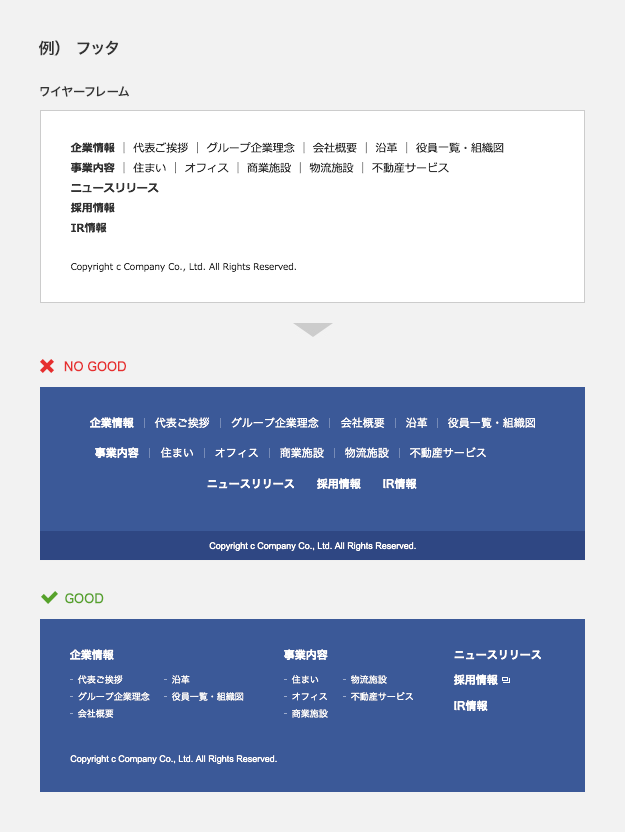 例） フッタ
ワイヤーフレーム
企業情報 ｜ 代表ご挨拶 ｜ グループ企業理念 ｜ 会社概要 ｜ 沿革 ｜ 役員一覧・組織図
事業内容 ｜ 住まい ｜ オフィス ｜ 商業施設 ｜ 物流施設 ｜ 不動産サービス
ニュースリリース
採用情報
IR情報
Copyright c Company Co., Ltd. All Rights Reserved.
NO GOOD
企業情報 ｜ 代表ご挨拶 ｜ グループ企業理念 ｜ 会社概要 ｜ 沿革 ｜ 役員一覧・組織図
事業内容 ｜ 住まい ｜ オフィス ｜ 商業施設 ｜ 物流施設 ｜ 不動産サービス
ニュースリリース 採用情報 IR情報
Copyright c Company Co., Ltd. All Rights Reserved.
GOOD
企業情報
- 代表ご挨拶
- グループ企業理念
- 会社概要
- 沿革
- 役員一覧・組織図
事業内容
- 住まい
- オフィス
- 商業施設
- 物流施設
- 不動産サービス
ニュースリリース
採用情報
IR情報
Copyright c Company Co., Ltd. All Rights Reserved.